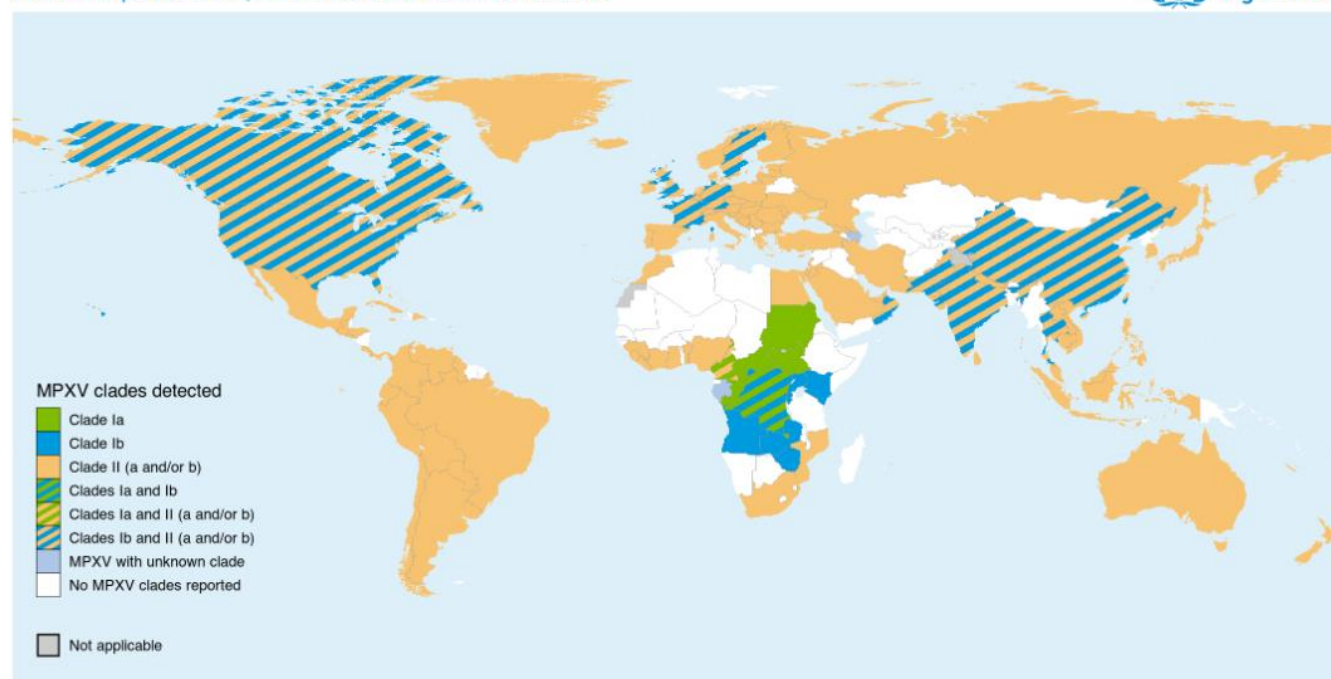 MPXV clades detected
Clade Ia
Clade Ib
Clade II (a and/or b)
Clades Ia and Ib
Clades Ia and II (a and/or b)
Clades Ib and II (a and/or b)
MPXV with unknown clade
No MPXV clades reported
Not applicable